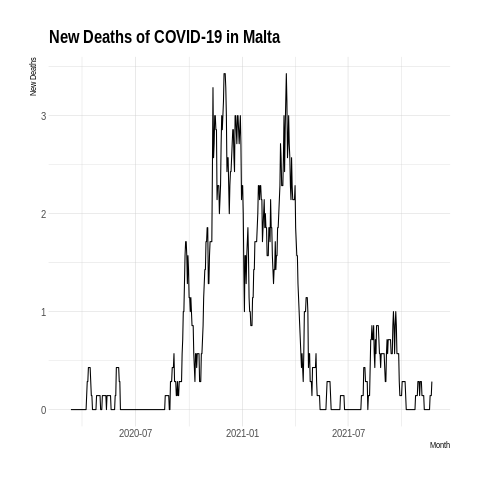 New Deaths of COVID-19 in Malta
New Deaths
3
2
1
0
2020-07
2021-01
2021-07
Month